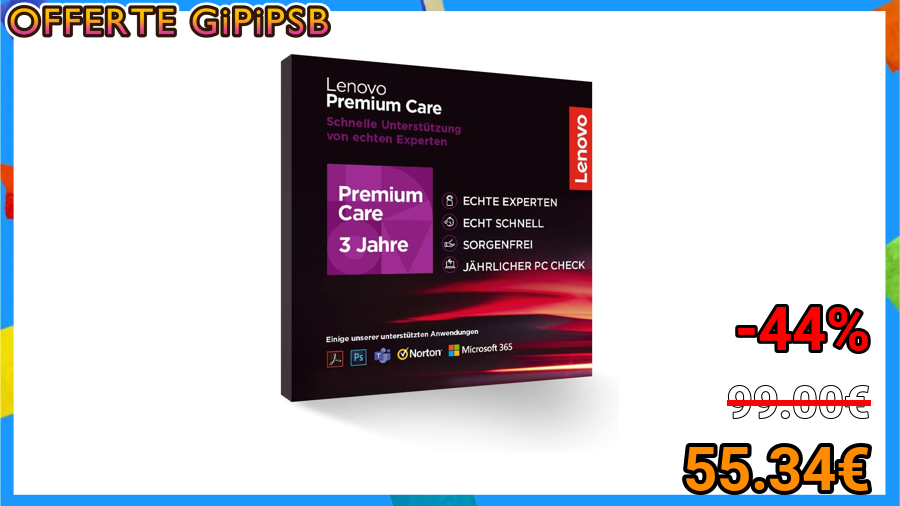 OFFERTE GiPiPSB
Lenovo
Premium Care
Schnelle Unterstützung
von echten Experten
Lenovo
Premium
Care
3 Jahre
ECHTE EXPERTEN
ECHT SCHNELL
SORGENFREI
JÄHRLICHER PC CHECK
Einige unserer unterstützten Anwendungen
Ps
Norton
Microsoft 365
-44%
99.00€
55.34€